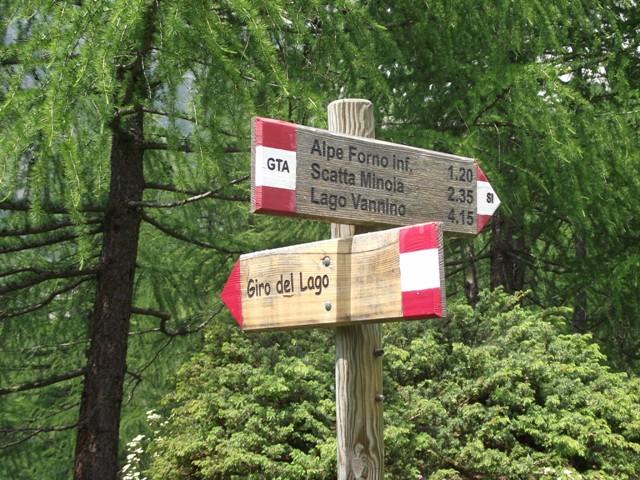 GTA
Alpe Forno inf. 1.20
Scatta Minoia 2.35
Lago Vannino 4.15
SI
Giro del Lago